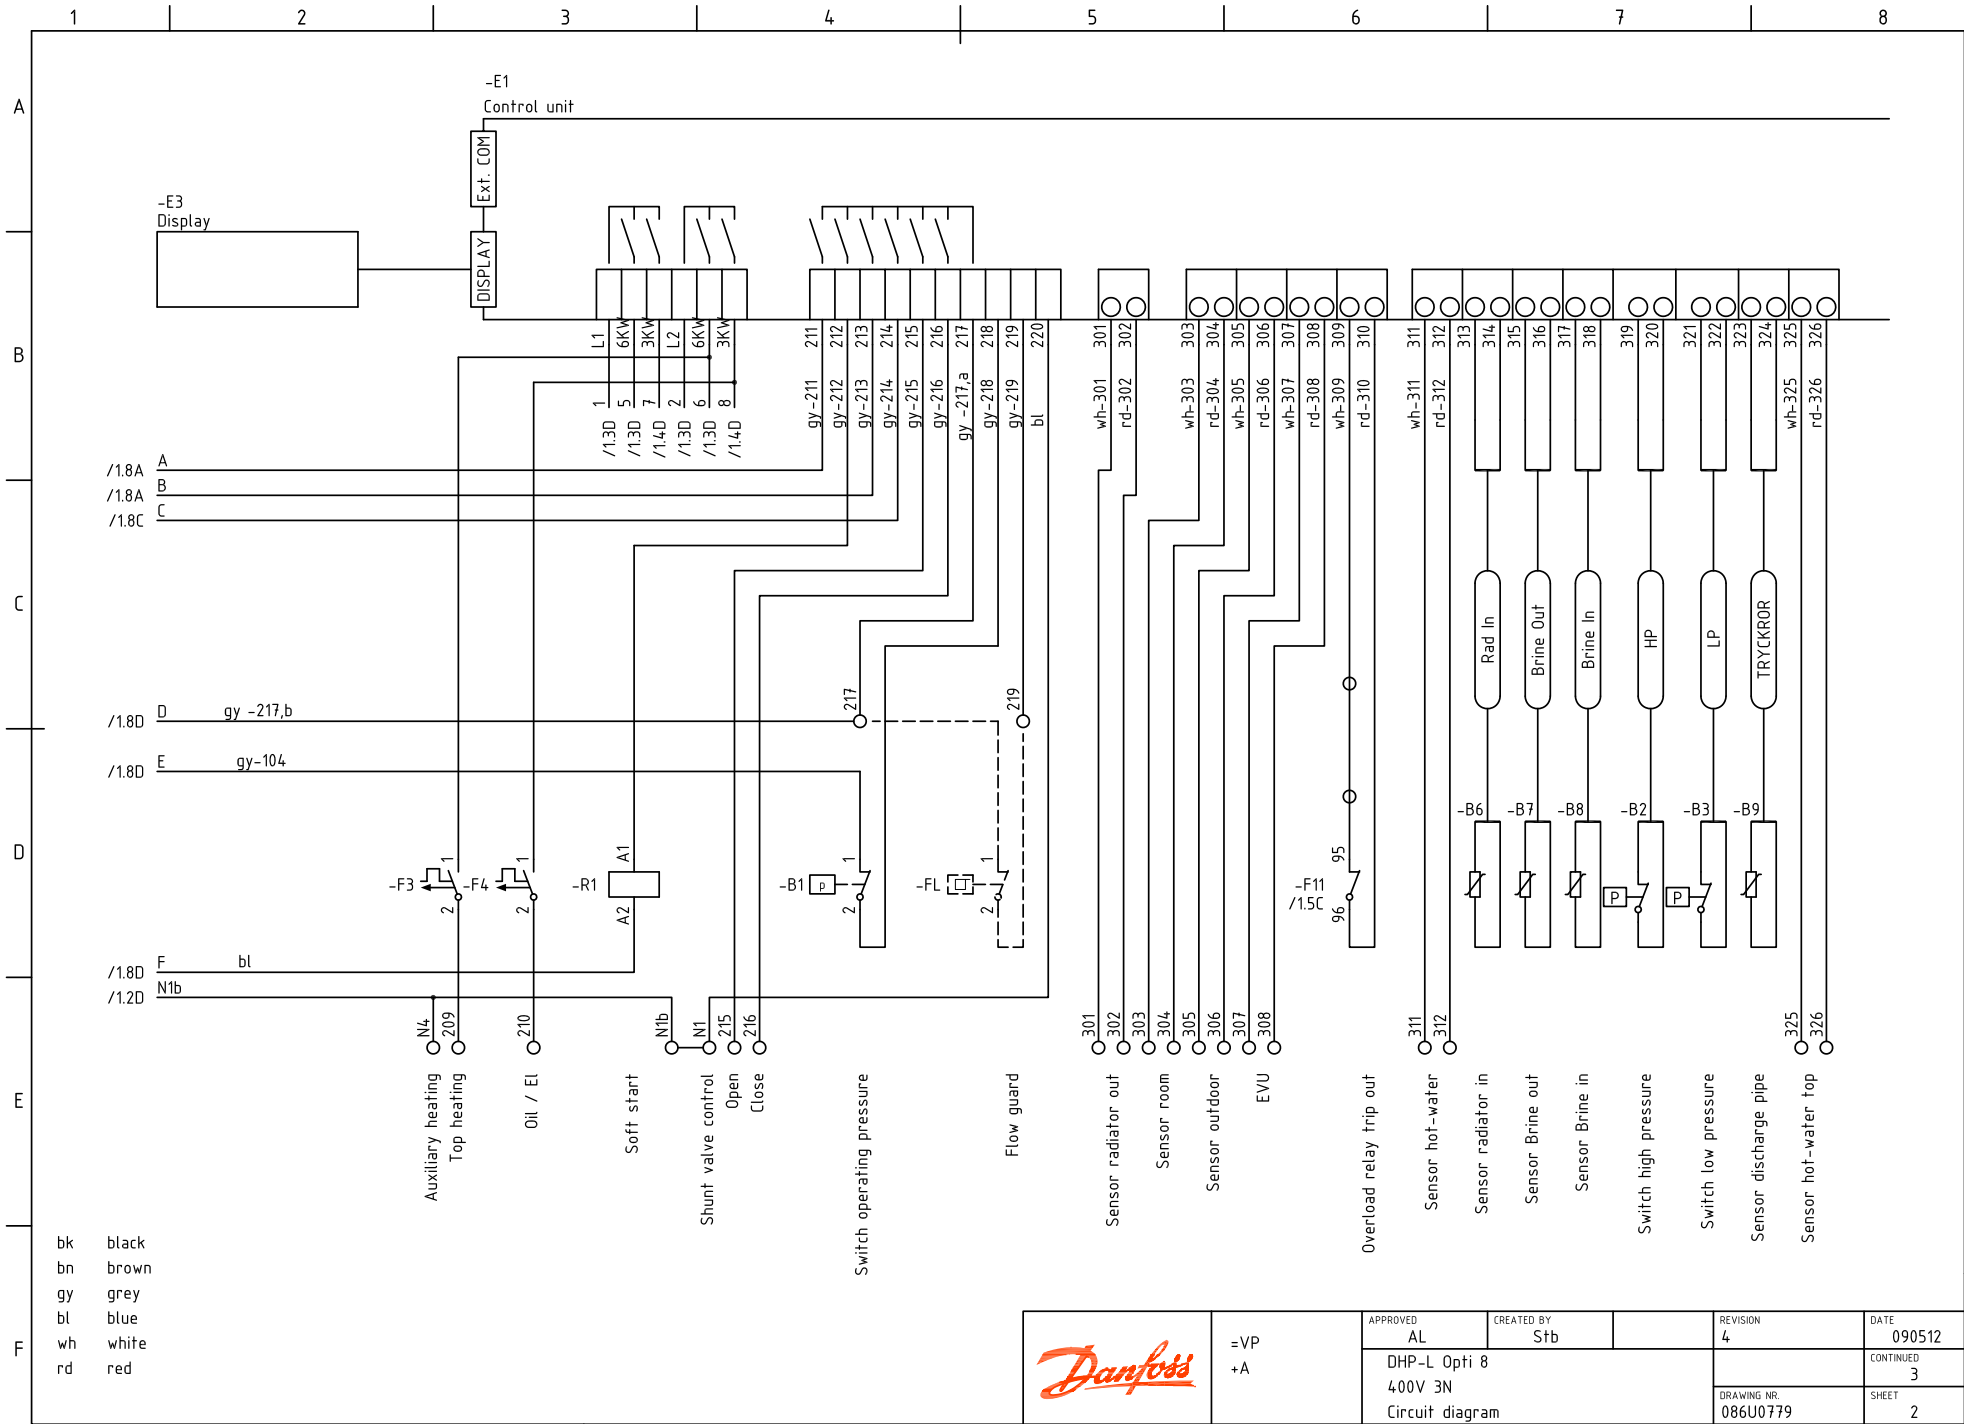 1 2 3 4 5 6 7 8
A
B
C
D
E
F
-E1
Control unit
Ext. COM
DISPLAY
-E3
Display
L1 6KW 3KW L2 6KW 3KW
1 5 7 2 6 8
/1.3D /1.3D /1.4D /1.3D /1.3D /1.4D
211 212 213 214 215 216 217 218 219 220
gy-211 gy-212 gy-213 gy-214 gy-215 gy-216 gy -217,a gy-218 gy-219 bl
301 302
wh-301 rd-302
303 304 305 306 307 308 309 310
wh-303 rd-304 wh-305 rd-306 wh-307 rd-308 wh-309 rd-310
311 312 313 314 315 316 317 318 319 320 321 322 323 324 325 326
wh-311 rd-312 wh-325 rd-326
/1.8A A
/1.8A B
/1.8C C
Rad In
Brine Out
Brine In
HP
LP
TRYCKROR
217 219
/1.8D D gy -217,b
/1.8D E gy-104
-B6 -B7 -B8 -B2 -B3 -B9
-F3 1 2
-F4 1 2
-R1 A1 A2
-B1 p 1 2
-FL 1 2
-F11
/1.5C
95 96
P P
/1.8D F bl
/1.2D N1b
N4 209 210 N1b N1 215 216
301 302 303 304 305 306 307 308
311 312 325 326
Auxiliary heating
Top heating
Oil / El
Soft start
Shunt valve control
Open
Close
Switch operating pressure
Flow guard
Sensor radiator out
Sensor room
Sensor outdoor
EVU
Overload relay trip out
Sensor hot-water
Sensor radiator in
Sensor Brine out
Sensor Brine in
Switch high pressure
Switch low pressure
Sensor discharge pipe
Sensor hot-water top
bk black
bn brown
gy grey
bl blue
wh white
rd red
Danfoss
=VP
+A
APPROVED
AL
CREATED BY
Stb
REVISION
4
DATE
090512
DHP-L Opti 8
400V 3N
Circuit diagram
CONTINUED
3
DRAWING NR.
086U0779
SHEET
2